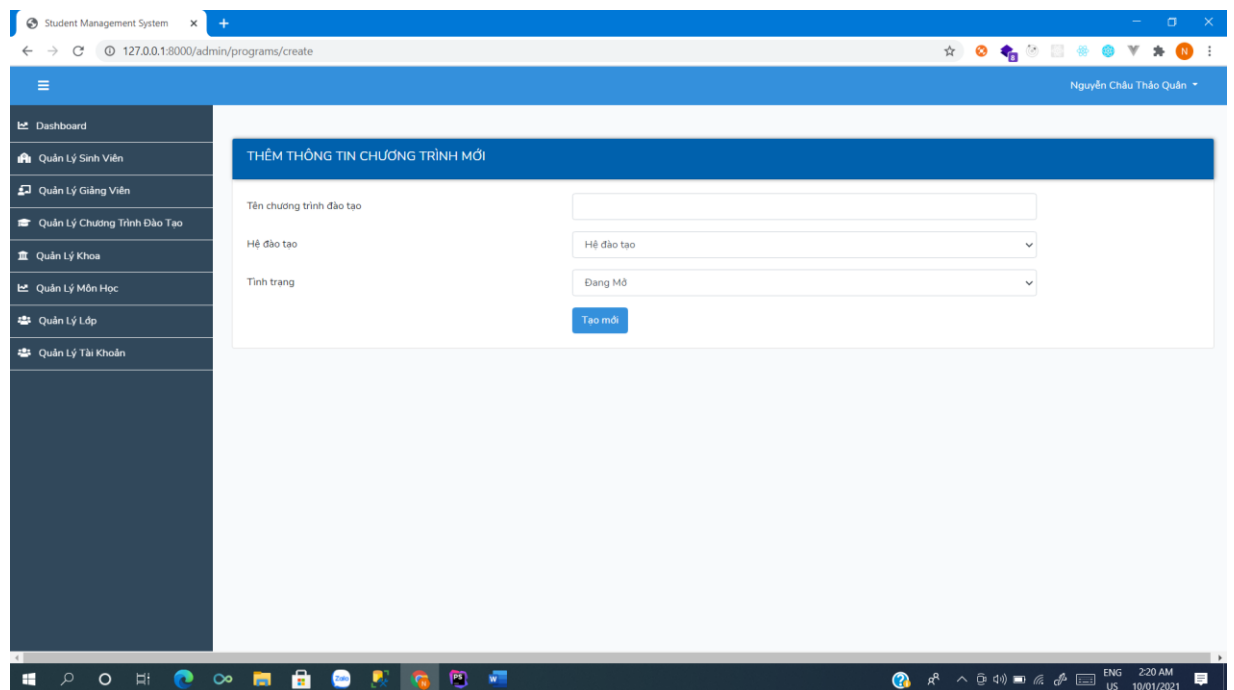 Student Management System
127.0.0.1:8000/admin/programs/create
N
Nguyễn Châu Thảo Quân
Dashboard
Quản Lý Sinh Viên
Quản Lý Giảng Viên
Quản Lý Chương Trình Đào Tạo
Quản Lý Khoa
Quản Lý Môn Học
Quản Lý Lớp
Quản Lý Tài Khoản
THÊM THÔNG TIN CHƯƠNG TRÌNH MỚI
Tên chương trình đào tạo
Hệ đào tạo
Hệ đào tạo
Tình trạng
Đang Mở
Tạo mới
Zalo
PS
W
ENG
US
2:20 AM
10/01/2021